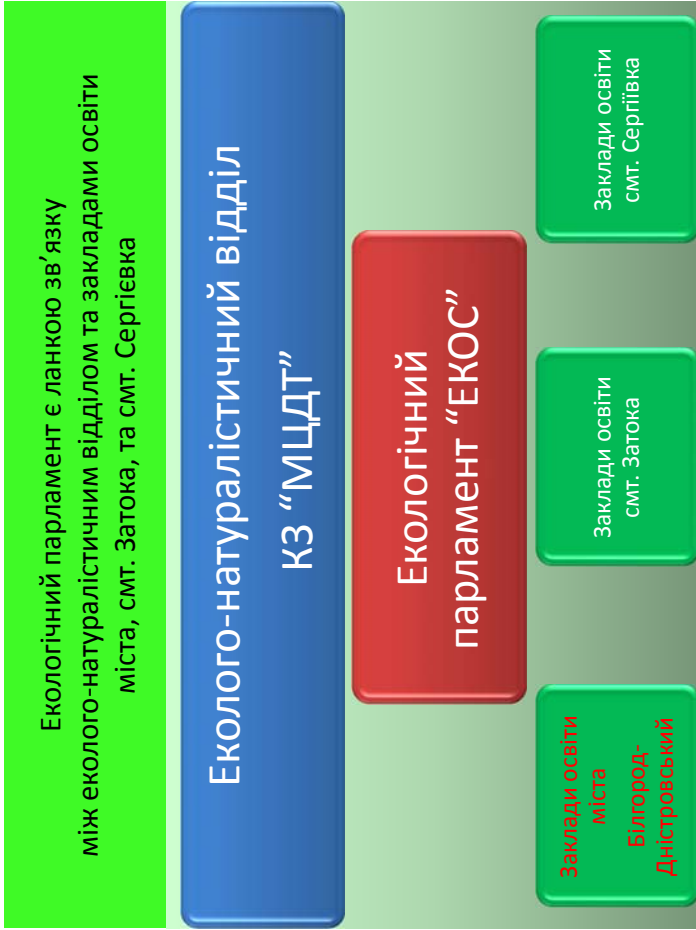 Екологічний парламент є ланкою зв’язку
між еколого-натуралістичним відділом та закладами освіти
міста, смт. Затока, та смт. Сергієвка
Еколого-натуралістичний відділ
КЗ “МЦДТ”
Екологічний
парламент “ЕКОС”
Заклади освіти
міста
Білгород-
Дністровський
Заклади освіти
смт. Затока
Заклади освіти
смт. Сергіївка